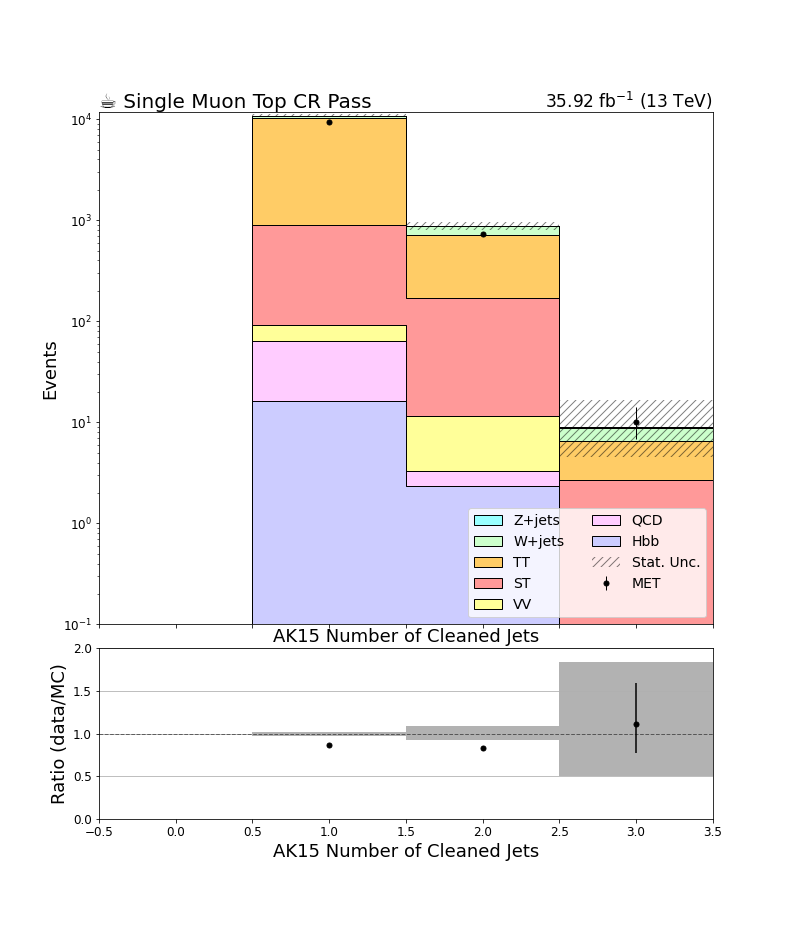 ☕ Single Muon Top CR Pass 35.92 fb⁻¹ (13 TeV)
Events
10⁴
10³
10²
10¹
10⁰
10⁻¹
Z+jets
W+jets
TT
ST
VV
QCD
Hbb
Stat. Unc.
MET
AK15 Number of Cleaned Jets
Ratio (data/MC)
2.0
1.5
1.0
0.5
0.0
−0.5 0.0 0.5 1.0 1.5 2.0 2.5 3.0 3.5
AK15 Number of Cleaned Jets